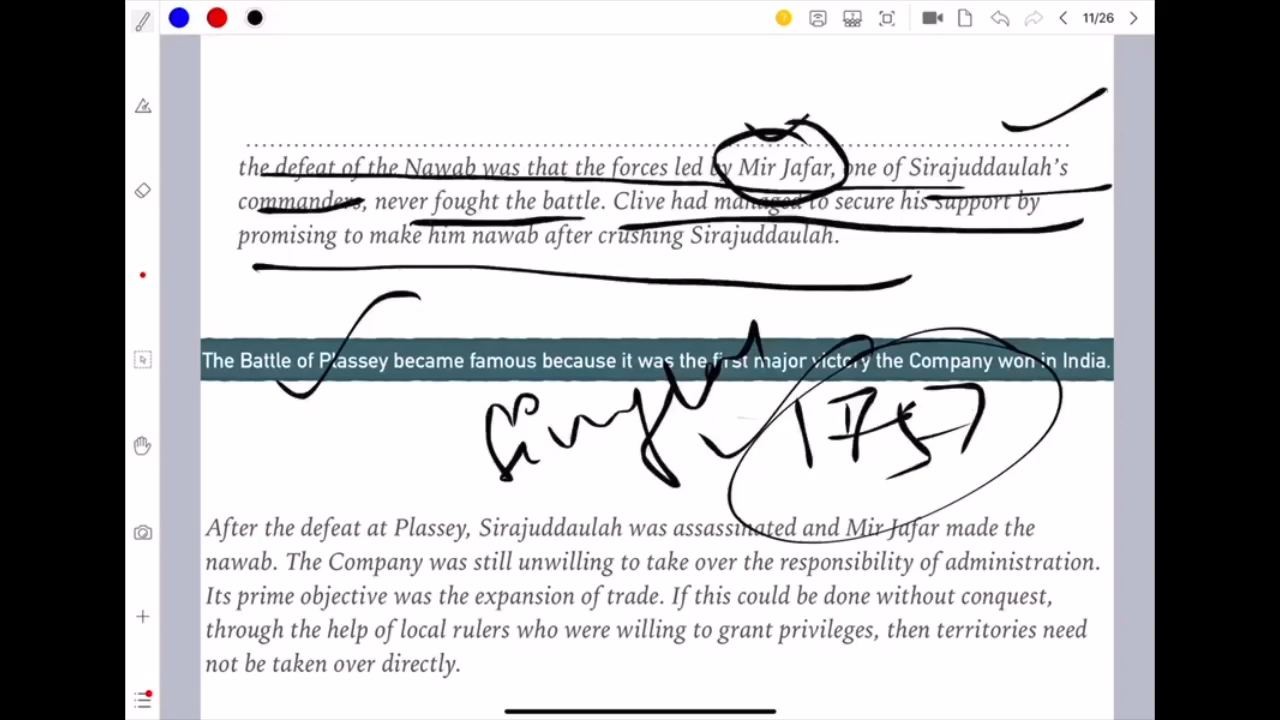 11/26
the defeat of the Nawab was that the forces led by Mir Jafar, one of Sirajuddaulah’s
commanders, never fought the battle. Clive had managed to secure his support by
promising to make him nawab after crushing Sirajuddaulah.
The Battle of Plassey became famous because it was the first major victory the Company won in India.
1757
After the defeat at Plassey, Sirajuddaulah was assassinated and Mir Jafar made the
nawab. The Company was still unwilling to take over the responsibility of administration.
Its prime objective was the expansion of trade. If this could be done without conquest,
through the help of local rulers who were willing to grant privileges, then territories need
not be taken over directly.